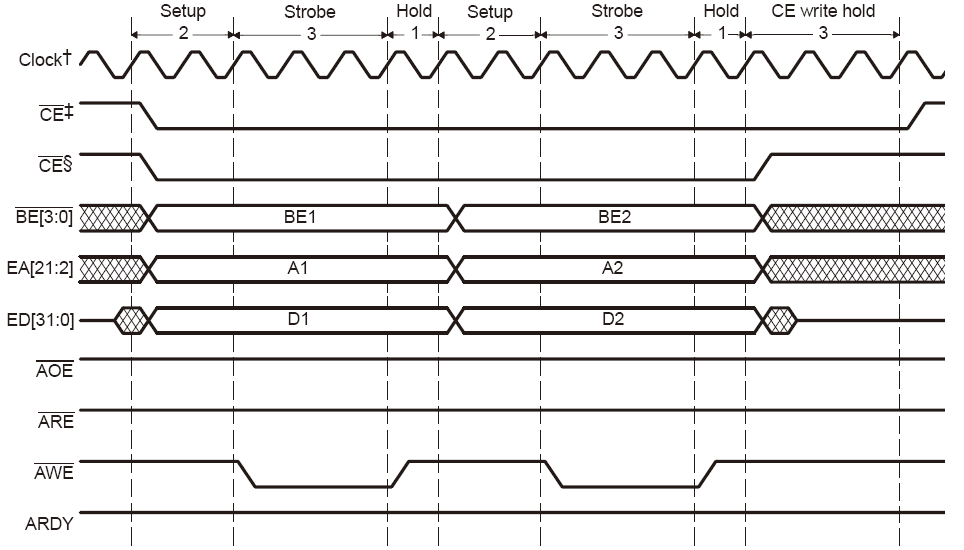 Setup Strobe Hold Setup Strobe Hold CE write hold
2 3 1 2 3 1 3
Clock†
CE‡
CE§
BE[3:0] BE1 BE2
EA[21:2] A1 A2
ED[31:0] D1 D2
AOE
ARE
AWE
ARDY